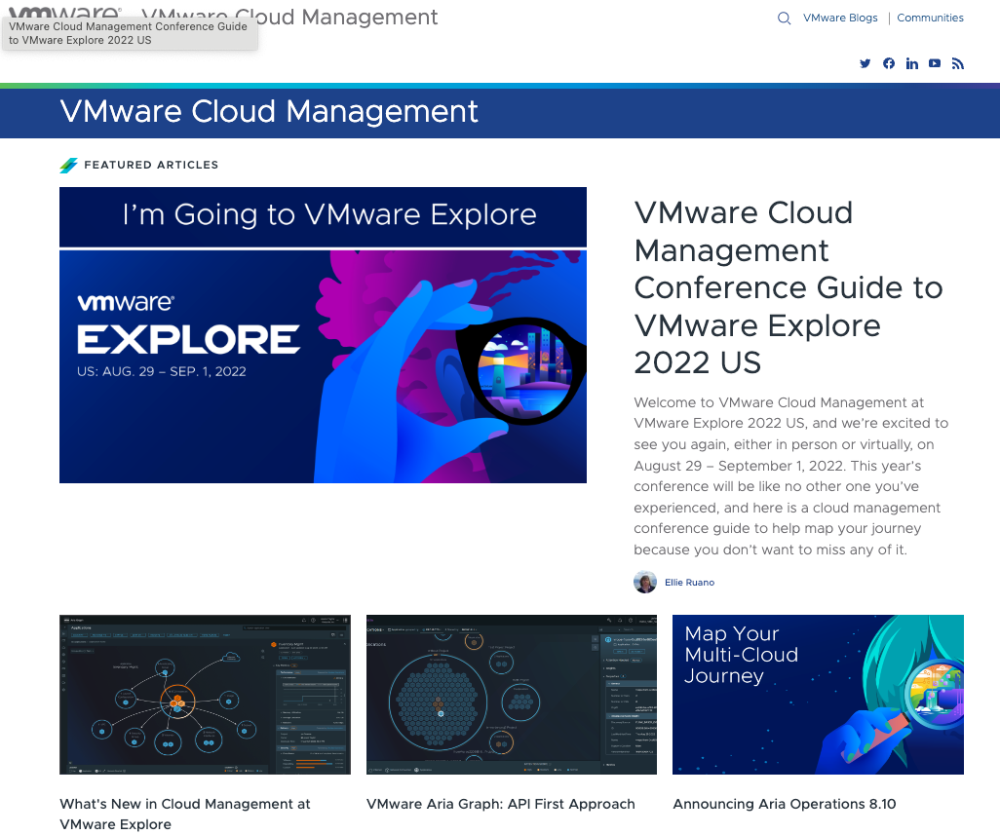 VMware Cloud Management
VMware Blogs | Communities
VMware Cloud Management Conference Guide
to VMware Explore 2022 US
VMware Cloud Management
FEATURED ARTICLES
I'm Going to VMware Explore
vmware®
EXPLORE
US: AUG. 29 – SEP. 1, 2022
VMware Cloud
Management
Conference Guide to
VMware Explore
2022 US
Welcome to VMware Cloud Management at
VMware Explore 2022 US, and we're excited to
see you again, either in person or virtually, on
August 29 – September 1, 2022. This year's
conference will be like no other one you've
experienced, and here is a cloud management
conference guide to help map your journey
because you don't want to miss any of it.
Ellie Ruano
Applications
Map Your
Multi-Cloud
Journey
What's New in Cloud Management at
VMware Explore
VMware Aria Graph: API First Approach
Announcing Aria Operations 8.10